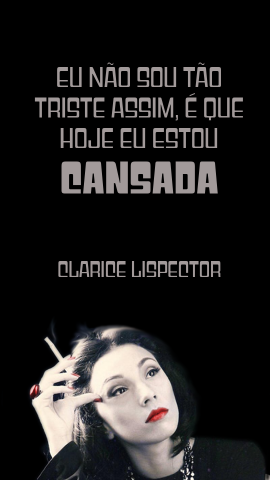 EU NÃO SOU TÃO
TRISTE ASSIM, É QUE
HOJE EU ESTOU
CANSADA
CLARICE LISPECTOR